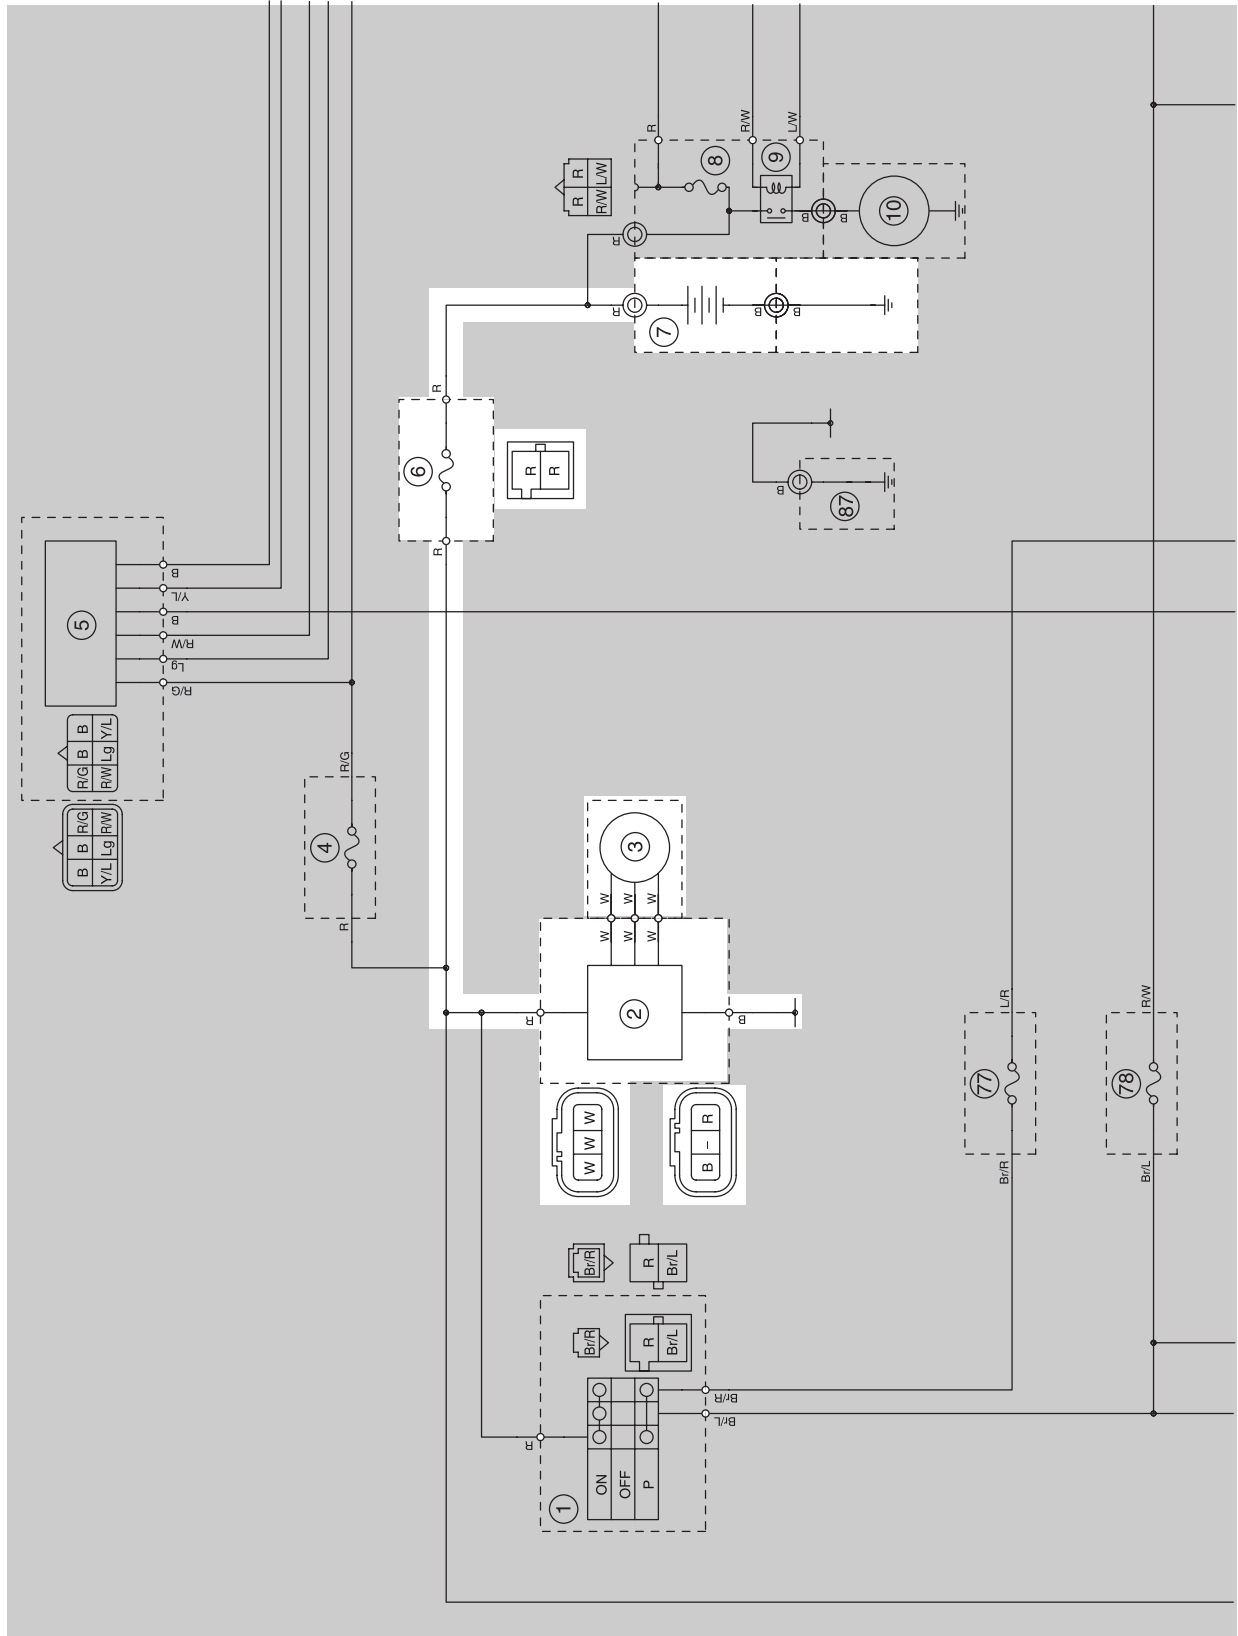 R
R/W
L/W
R R
R/W L/W
8
9
B
B
10
R
R
7
B
B
R
6
R
R
R
B
87
5
B
Y/L
B
R/W
Lg
R/G
R/G B B
R/W Lg Y/L
B B R/G
Y/L Lg R/W
R/G
4
R
3
W W W
W W W
R
2
B
W W W
B – R
L/R
77
Br/R
R/W
78
Br/L
Br/R
R
Br/L
Br/R
R
Br/L
R
1
ON
OFF
P
Br/R
Br/L